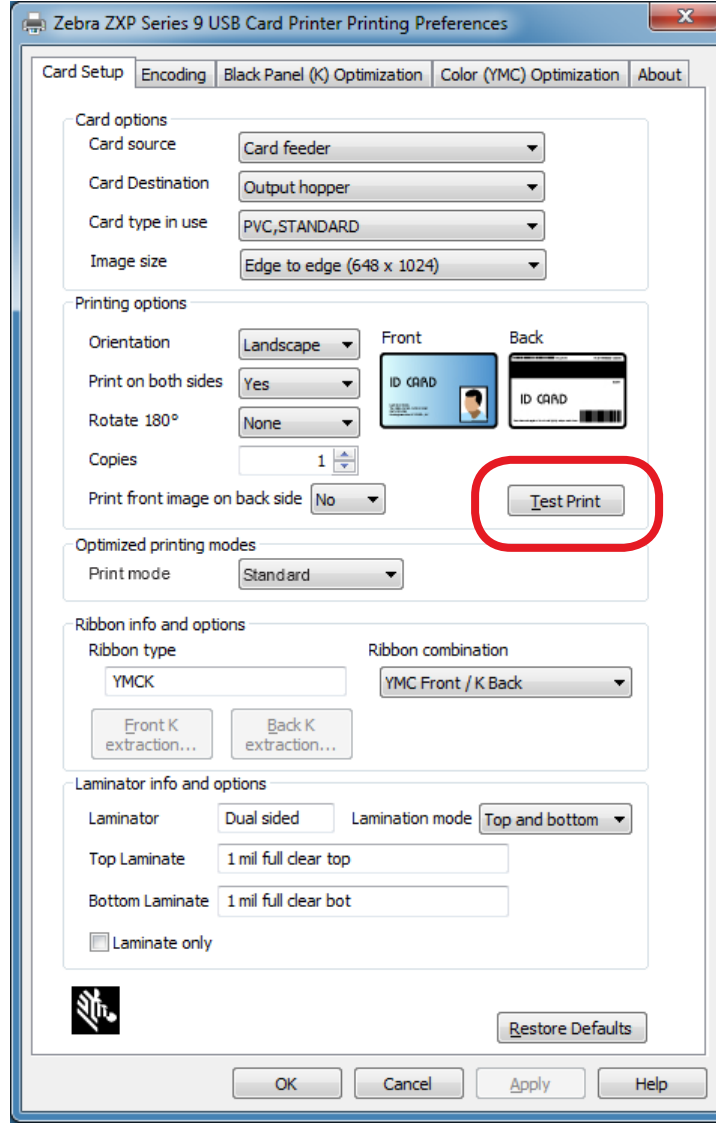 Zebra ZXP Series 9 USB Card Printer Printing Preferences
Card Setup Encoding Black Panel (K) Optimization Color (YMC) Optimization About
Card options
Card source Card feeder
Card Destination Output hopper
Card type in use PVC,STANDARD
Image size Edge to edge (648 x 1024)
Printing options
Orientation Landscape Front Back
Print on both sides Yes ID CARD ID CARD
Rotate 180° None
Copies 1
Print front image on back side No Test Print
Optimized printing modes
Print mode Standard
Ribbon info and options
Ribbon type Ribbon combination
YMCK YMC Front / K Back
Front K extraction... Back K extraction...
Laminator info and options
Laminator Dual sided Lamination mode Top and bottom
Top Laminate 1 mil full clear top
Bottom Laminate 1 mil full clear bot
Laminate only
Restore Defaults
OK Cancel Apply Help